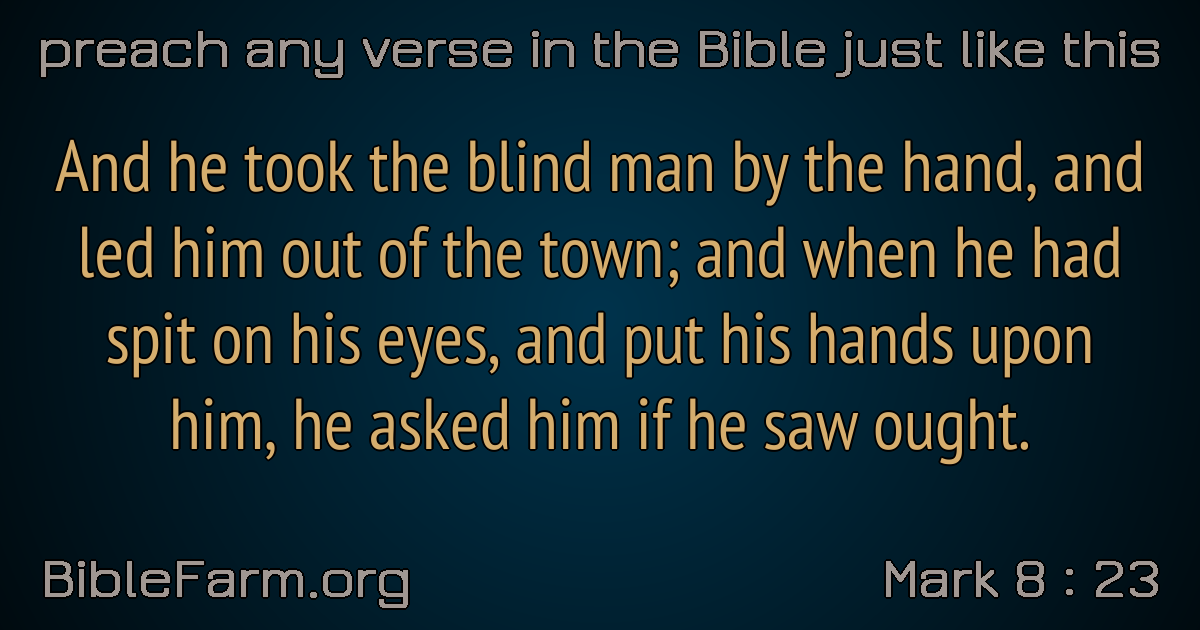 preach any verse in the Bible just like this
And he took the blind man by the hand, and
led him out of the town; and when he had
spit on his eyes, and put his hands upon
him, he asked him if he saw ought.
BibleFarm.org
Mark 8 : 23